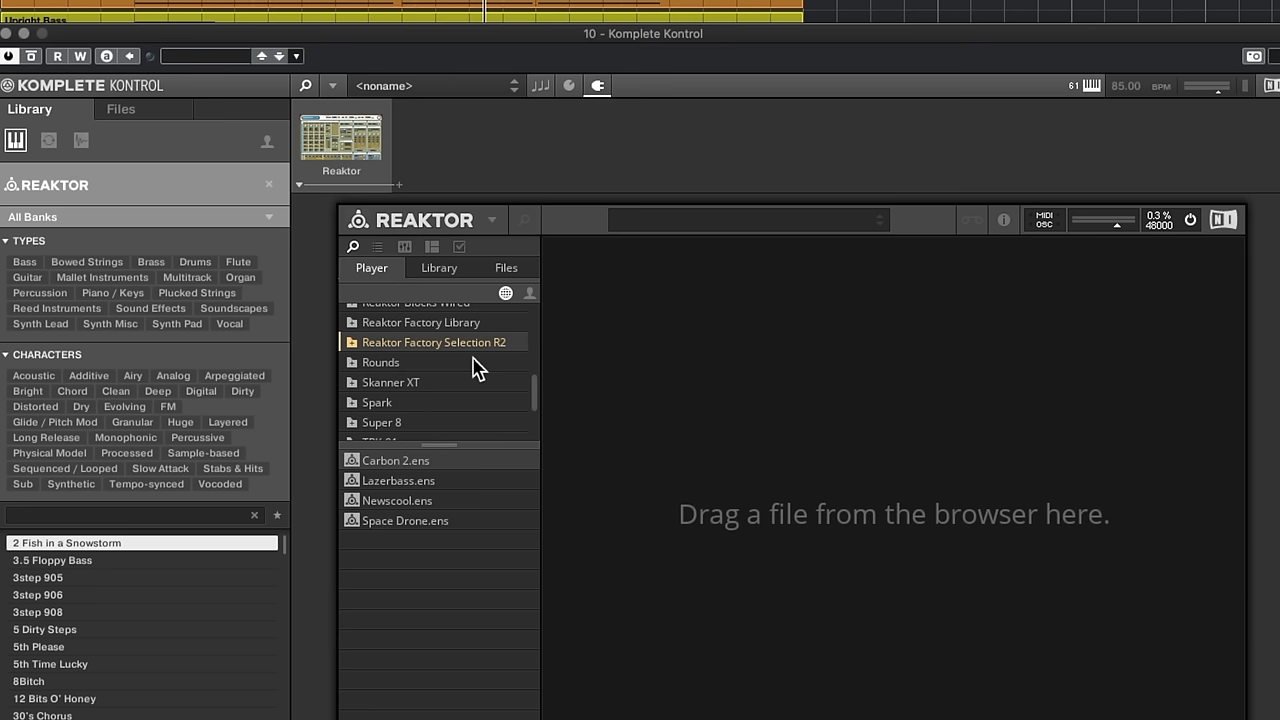 Upright Bass
10 - Komplete Kontrol
R W a
KOMPLETE KONTROL
<noname>
61
85.00 BPM
Library
Files
Reaktor
REAKTOR
All Banks
TYPES
Bass Bowed Strings Brass Drums Flute
Guitar Mallet Instruments Multitrack Organ
Percussion Piano / Keys Plucked Strings
Reed Instruments Sound Effects Soundscapes
Synth Lead Synth Misc Synth Pad Vocal
CHARACTERS
Acoustic Additive Airy Analog Arpeggiated
Bright Chord Clean Deep Digital Dirty
Distorted Dry Evolving FM
Glide / Pitch Mod Granular Huge Layered
Long Release Monophonic Percussive
Physical Model Processed Sample-based
Sequenced / Looped Slow Attack Stabs & Hits
Sub Synthetic Tempo-synced Vocoded
2 Fish in a Snowstorm
3.5 Floppy Bass
3step 905
3step 906
3step 908
5 Dirty Steps
5th Please
5th Time Lucky
8Bitch
12 Bits O' Honey
30's Chorus
REAKTOR
MIDI
OSC
0.3 %
48000
Player Library Files
Reaktor Blocks Wired
Reaktor Factory Library
Reaktor Factory Selection R2
Rounds
Skanner XT
Spark
Super 8
Carbon 2.ens
Lazerbass.ens
Newscool.ens
Space Drone.ens
Drag a file from the browser here.